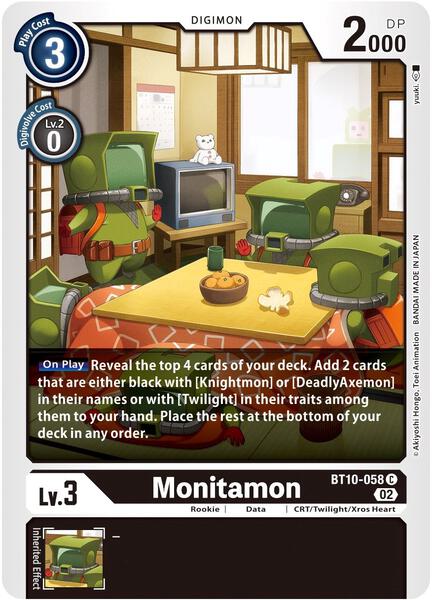 DIGIMON
Play Cost
3
DP
2000
yuuki.
Digivolve Cost
Lv.2
0
On Play Reveal the top 4 cards of your deck. Add 2 cards
that are either black with [Knightmon] or [DeadlyAxemon]
in their names or with [Twilight] in their traits among
them to your hand. Place the rest at the bottom of your
deck in any order.
© Akiyoshi Hongo, Toei Animation BANDAI MADE IN JAPAN
Lv.3
Monitamon
BT10-058 C
02
Rookie | Data | CRT/Twilight/Xros Heart
Inherited Effect
–